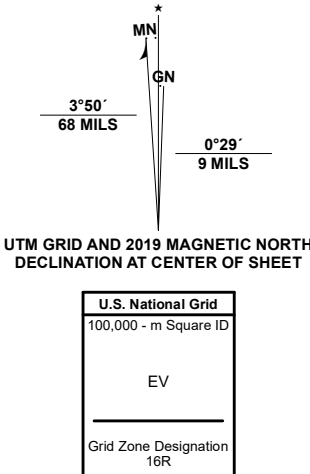 MN
GN
3°50´
68 MILS
0°29´
9 MILS
UTM GRID AND 2019 MAGNETIC NORTH
DECLINATION AT CENTER OF SHEET
U.S. National Grid
100,000 - m Square ID
EV
Grid Zone Designation
16R